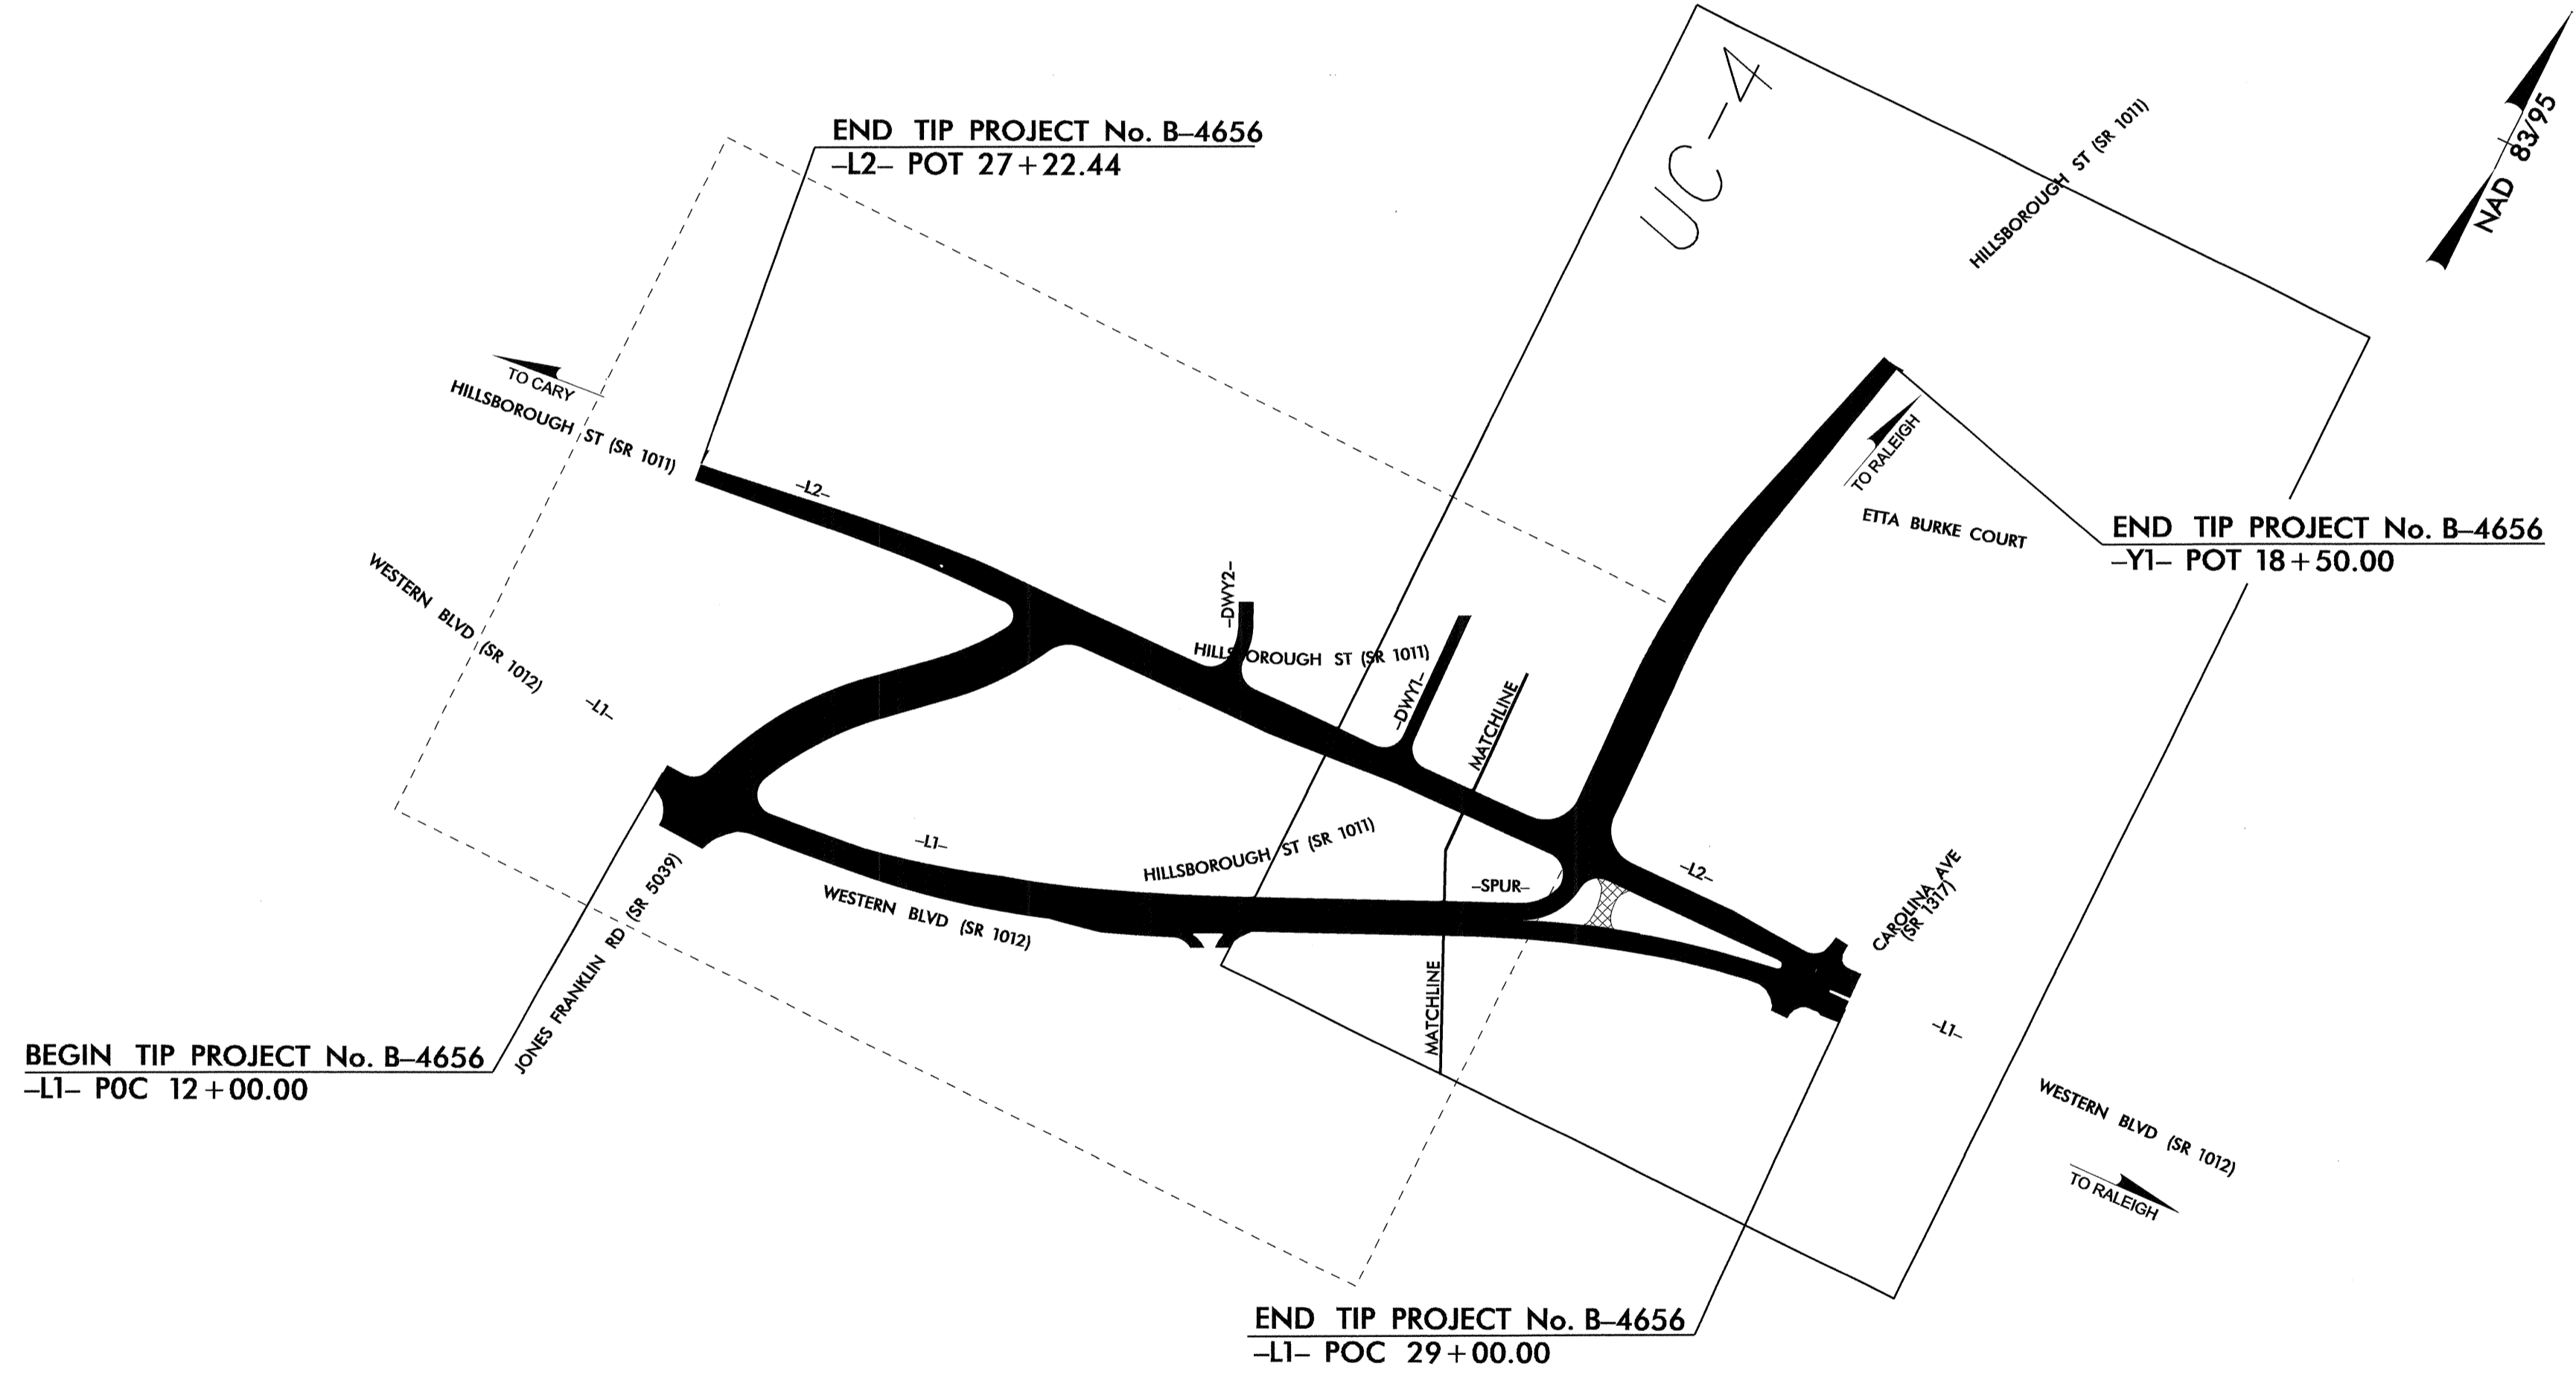 UC-4
HILLSBOROUGH ST (SR 1011)
NAD 83/95
END TIP PROJECT No. B-4656
-L2- POT 27+22.44
TO CARY
HILLSBOROUGH ST (SR 1011)
-L2-
TO RALEIGH
ETTA BURKE COURT
END TIP PROJECT No. B-4656
-Y1- POT 18+50.00
WESTERN BLVD (SR 1012)
-L1-
-DWY2-
HILLSBOROUGH ST (SR 1011)
-DWY1-
MATCHLINE
-L1-
HILLSBOROUGH ST (SR 1011)
-SPUR-
-L2-
CAROLINA AVE
(SR 1317)
WESTERN BLVD (SR 1012)
JONES FRANKLIN RD (SR 5039)
MATCHLINE
-L1-
BEGIN TIP PROJECT No. B-4656
-L1- POC 12+00.00
WESTERN BLVD (SR 1012)
TO RALEIGH
END TIP PROJECT No. B-4656
-L1- POC 29+00.00